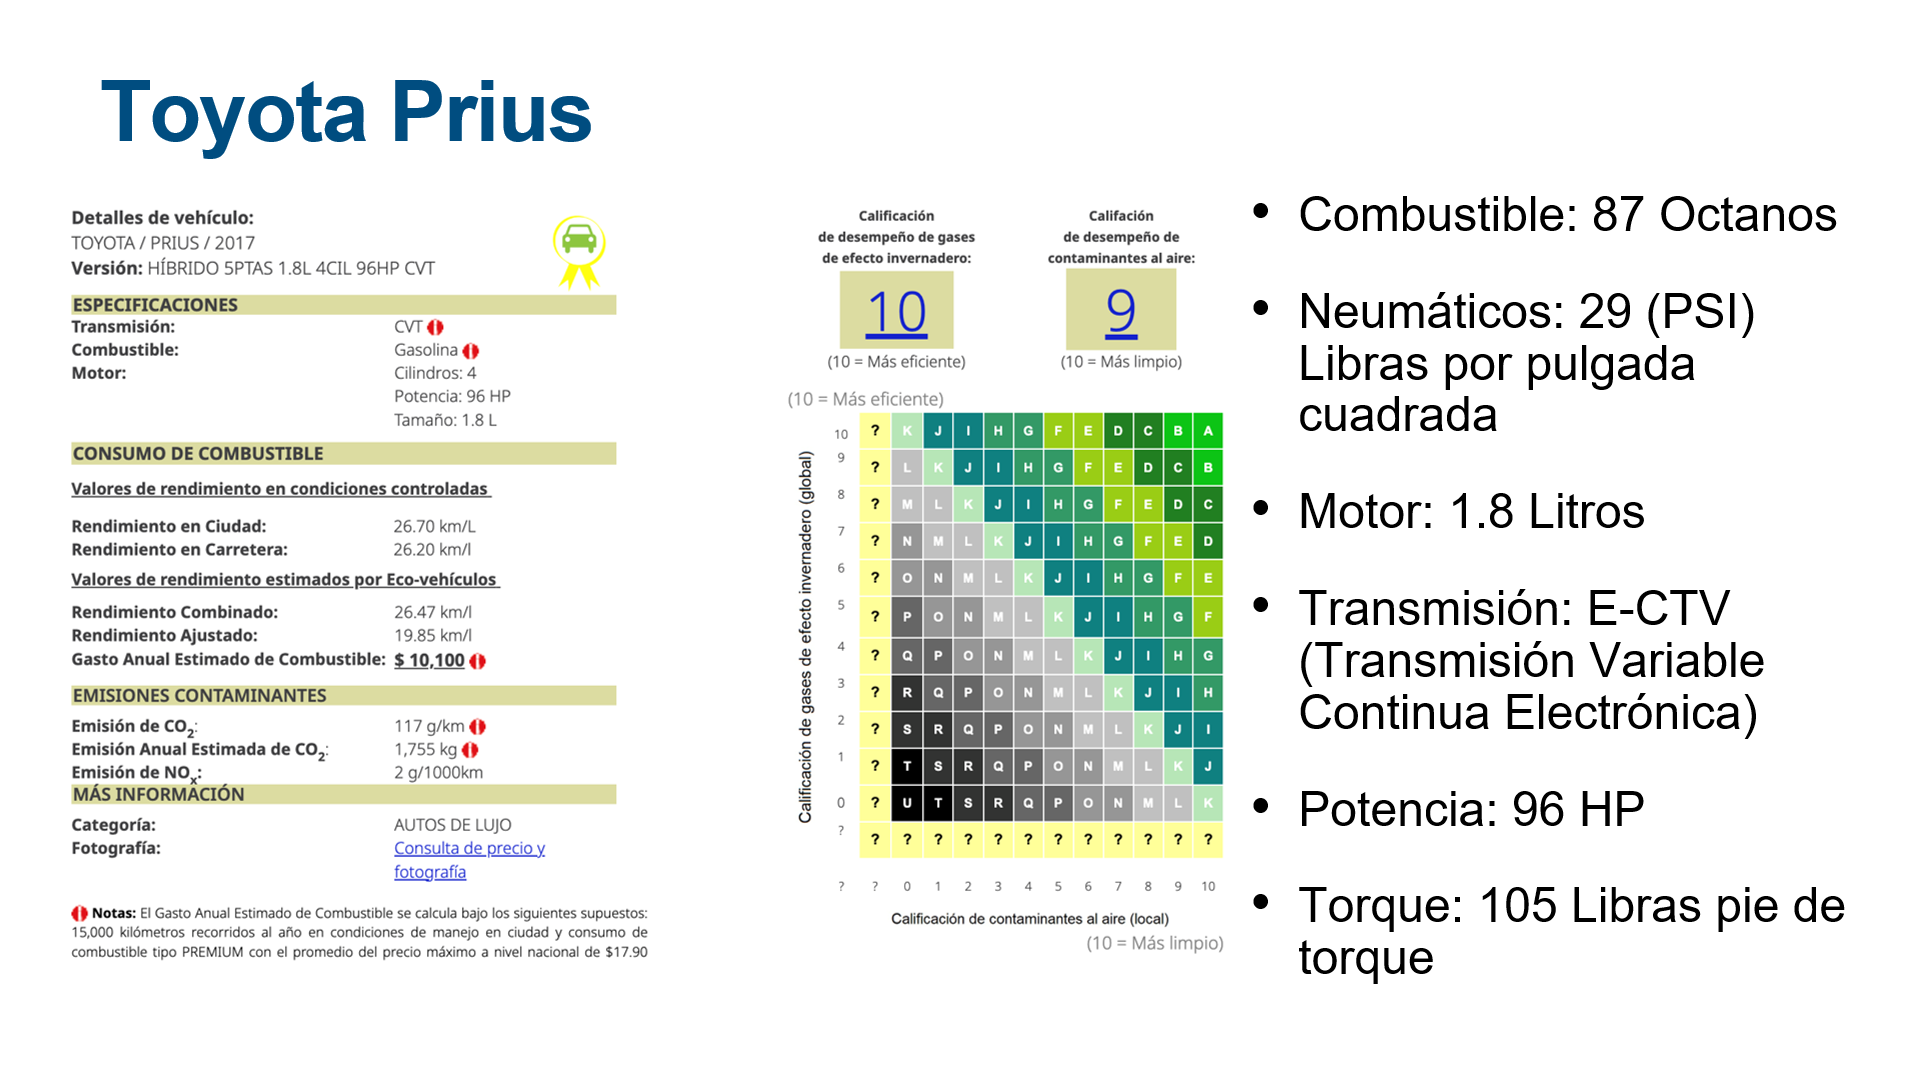 Toyota Prius
Detalles de vehículo:
TOYOTA / PRIUS / 2017
Versión: HÍBRIDO 5PTAS 1.8L 4CIL 96HP CVT
ESPECIFICACIONES
Transmisión: CVT
Combustible: Gasolina
Motor: Cilindros: 4
Potencia: 96 HP
Tamaño: 1.8 L
CONSUMO DE COMBUSTIBLE
Valores de rendimiento en condiciones controladas
Rendimiento en Ciudad: 26.70 km/L
Rendimiento en Carretera: 26.20 km/l
Valores de rendimiento estimados por Eco-vehículos
Rendimiento Combinado: 26.47 km/l
Rendimiento Ajustado: 19.85 km/l
Gasto Anual Estimado de Combustible: $ 10,100
EMISIONES CONTAMINANTES
Emisión de CO2: 117 g/km
Emisión Anual Estimada de CO2: 1,755 kg
Emisión de NOx: 2 g/1000km
MÁS INFORMACIÓN
Categoría: AUTOS DE LUJO
Fotografía: Consulta de precio y
fotografía
Notas: El Gasto Anual Estimado de Combustible se calcula bajo los siguientes supuestos:
15,000 kilómetros recorridos al año en condiciones de manejo en ciudad y consumo de
combustible tipo PREMIUM con el promedio del precio máximo a nivel nacional de $17.90
Calificación
de desempeño de gases
de efecto invernadero:
10
(10 = Más eficiente)
Califación
de desempeño de
contaminantes al aire:
9
(10 = Más limpio)
(10 = Más eficiente)
Calificación de gases de efecto invernadero (global)
10 ? K J I H G F E D C B A
9 ? L K J I H G F E D C B
8 ? M L K J I H G F E D C
7 ? N M L K J I H G F E D
6 ? O N M L K J I H G F E
5 ? P O N M L K J I H G F
4 ? Q P O N M L K J I H G
3 ? R Q P O N M L K J I H
2 ? S R Q P O N M L K J I
1 ? T S R Q P O N M L K J
0 ? U T S R Q P O N M L K
? ? ? ? ? ? ? ? ? ? ? ? ?
? ? 0 1 2 3 4 5 6 7 8 9 10
Calificación de contaminantes al aire (local)
(10 = Más limpio)
• Combustible: 87 Octanos
• Neumáticos: 29 (PSI)
Libras por pulgada
cuadrada
• Motor: 1.8 Litros
• Transmisión: E-CTV
(Transmisión Variable
Continua Electrónica)
• Potencia: 96 HP
• Torque: 105 Libras pie de
torque